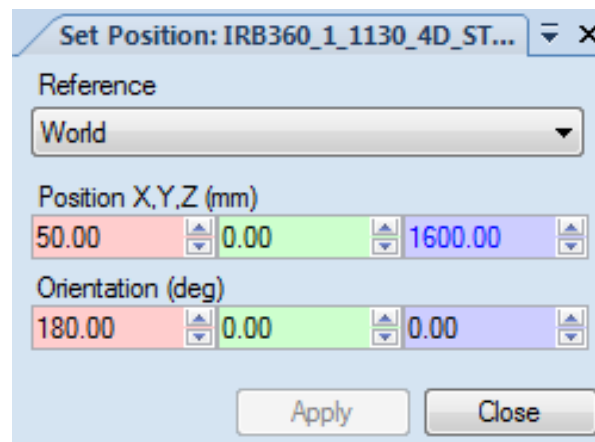 Set Position: IRB360_1_1130_4D_ST...
Reference
World
Position X,Y,Z (mm)
50.00 0.00 1600.00
Orientation (deg)
180.00 0.00 0.00
Apply Close